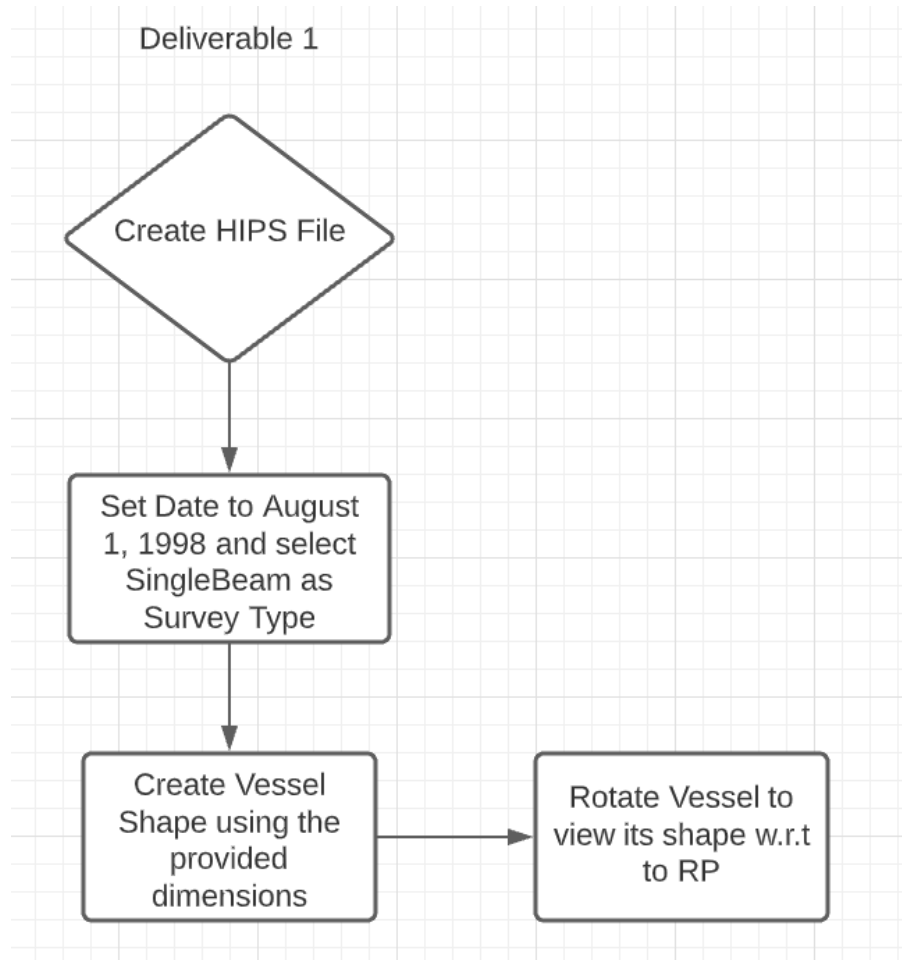 Deliverable 1
Create HIPS File
Set Date to August
1, 1998 and select
SingleBeam as
Survey Type
Create Vessel
Shape using the
provided
dimensions
Rotate Vessel to
view its shape w.r.t
to RP